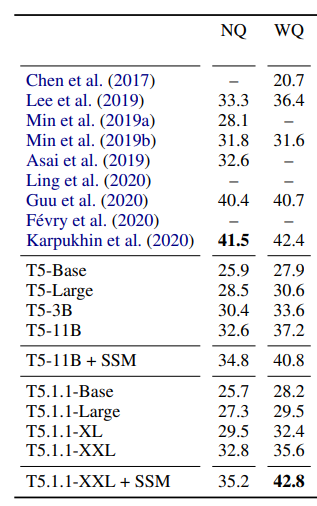 NQ WQ
Chen et al. (2017) – 20.7
Lee et al. (2019) 33.3 36.4
Min et al. (2019a) 28.1 –
Min et al. (2019b) 31.8 31.6
Asai et al. (2019) 32.6 –
Ling et al. (2020) – –
Guu et al. (2020) 40.4 40.7
Févry et al. (2020) – –
Karpukhin et al. (2020) 41.5 42.4
T5-Base 25.9 27.9
T5-Large 28.5 30.6
T5-3B 30.4 33.6
T5-11B 32.6 37.2
T5-11B + SSM 34.8 40.8
T5.1.1-Base 25.7 28.2
T5.1.1-Large 27.3 29.5
T5.1.1-XL 29.5 32.4
T5.1.1-XXL 32.8 35.6
T5.1.1-XXL + SSM 35.2 42.8